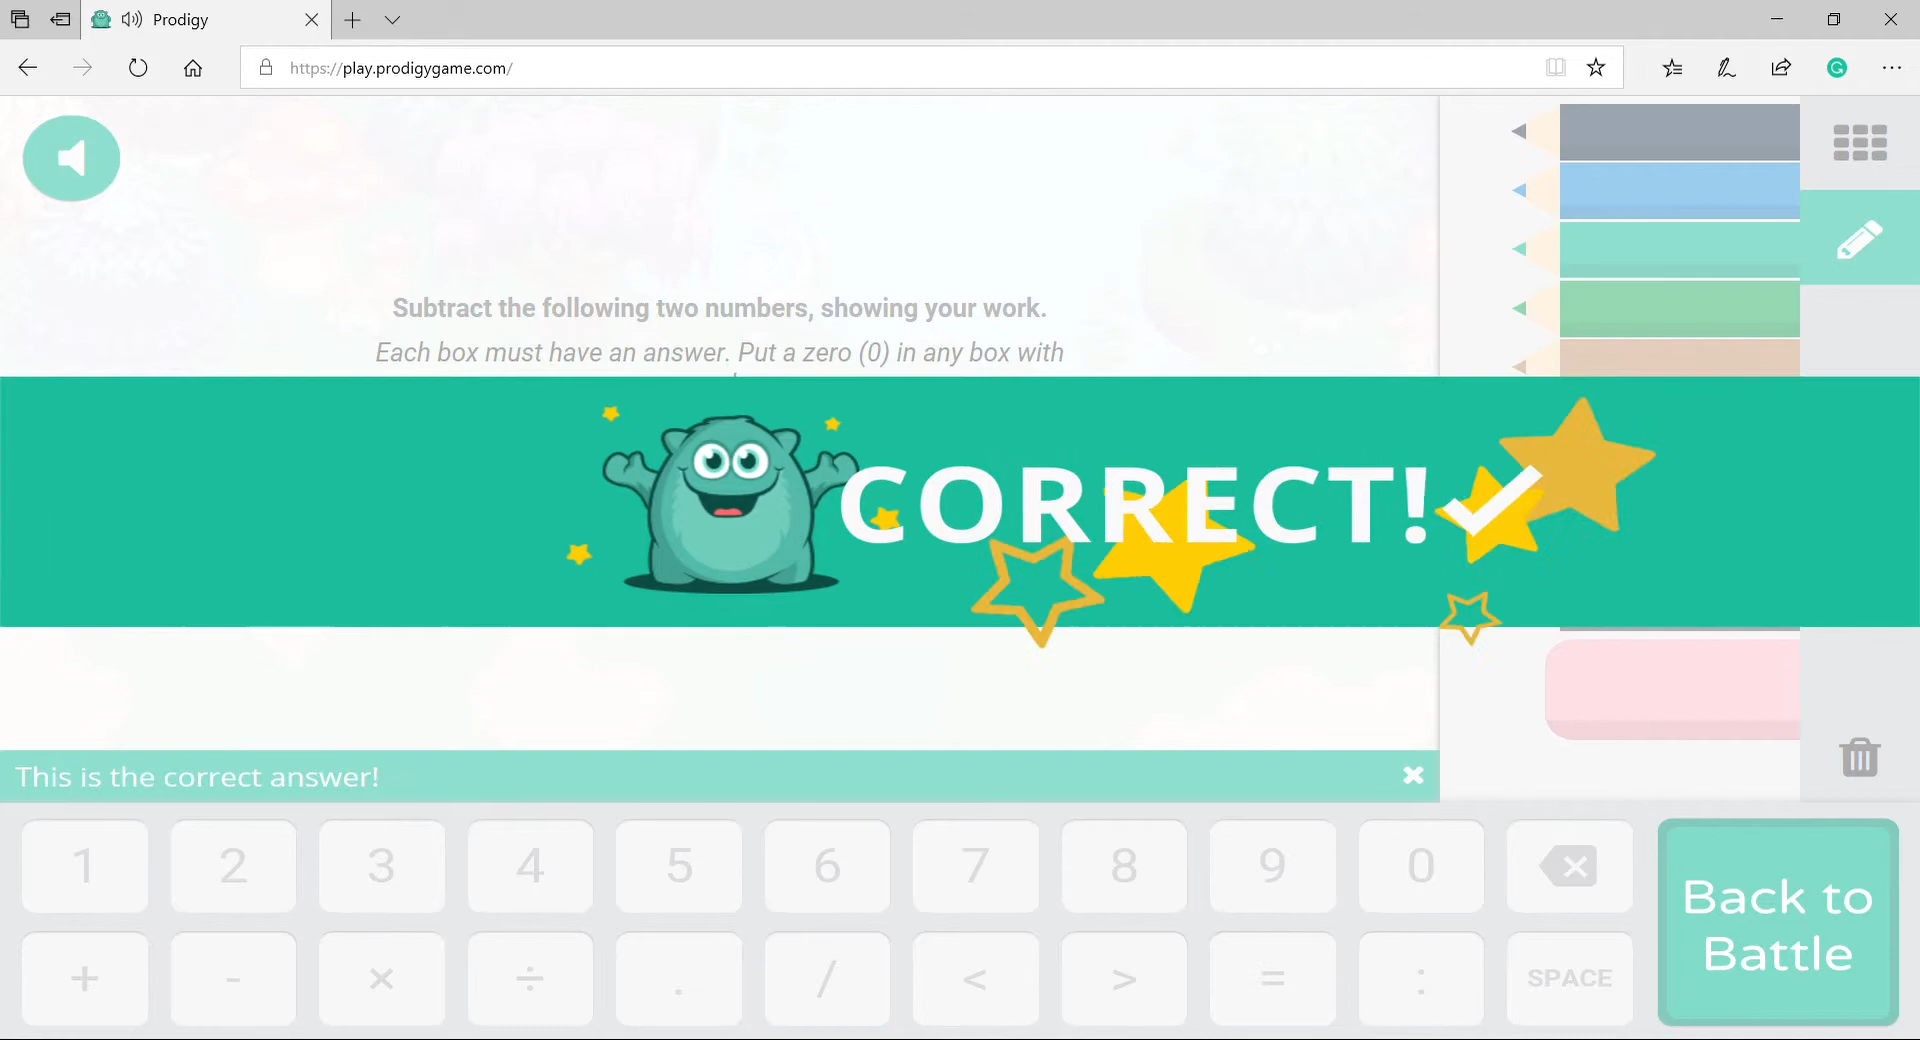 Prodigy
https://play.prodigygame.com/
Subtract the following two numbers, showing your work.
Each box must have an answer. Put a zero (0) in any box with
CORRECT!
This is the correct answer!
1 2 3 4 5 6 7 8 9 0
+ - × ÷ . / < > = : SPACE
Back to
Battle